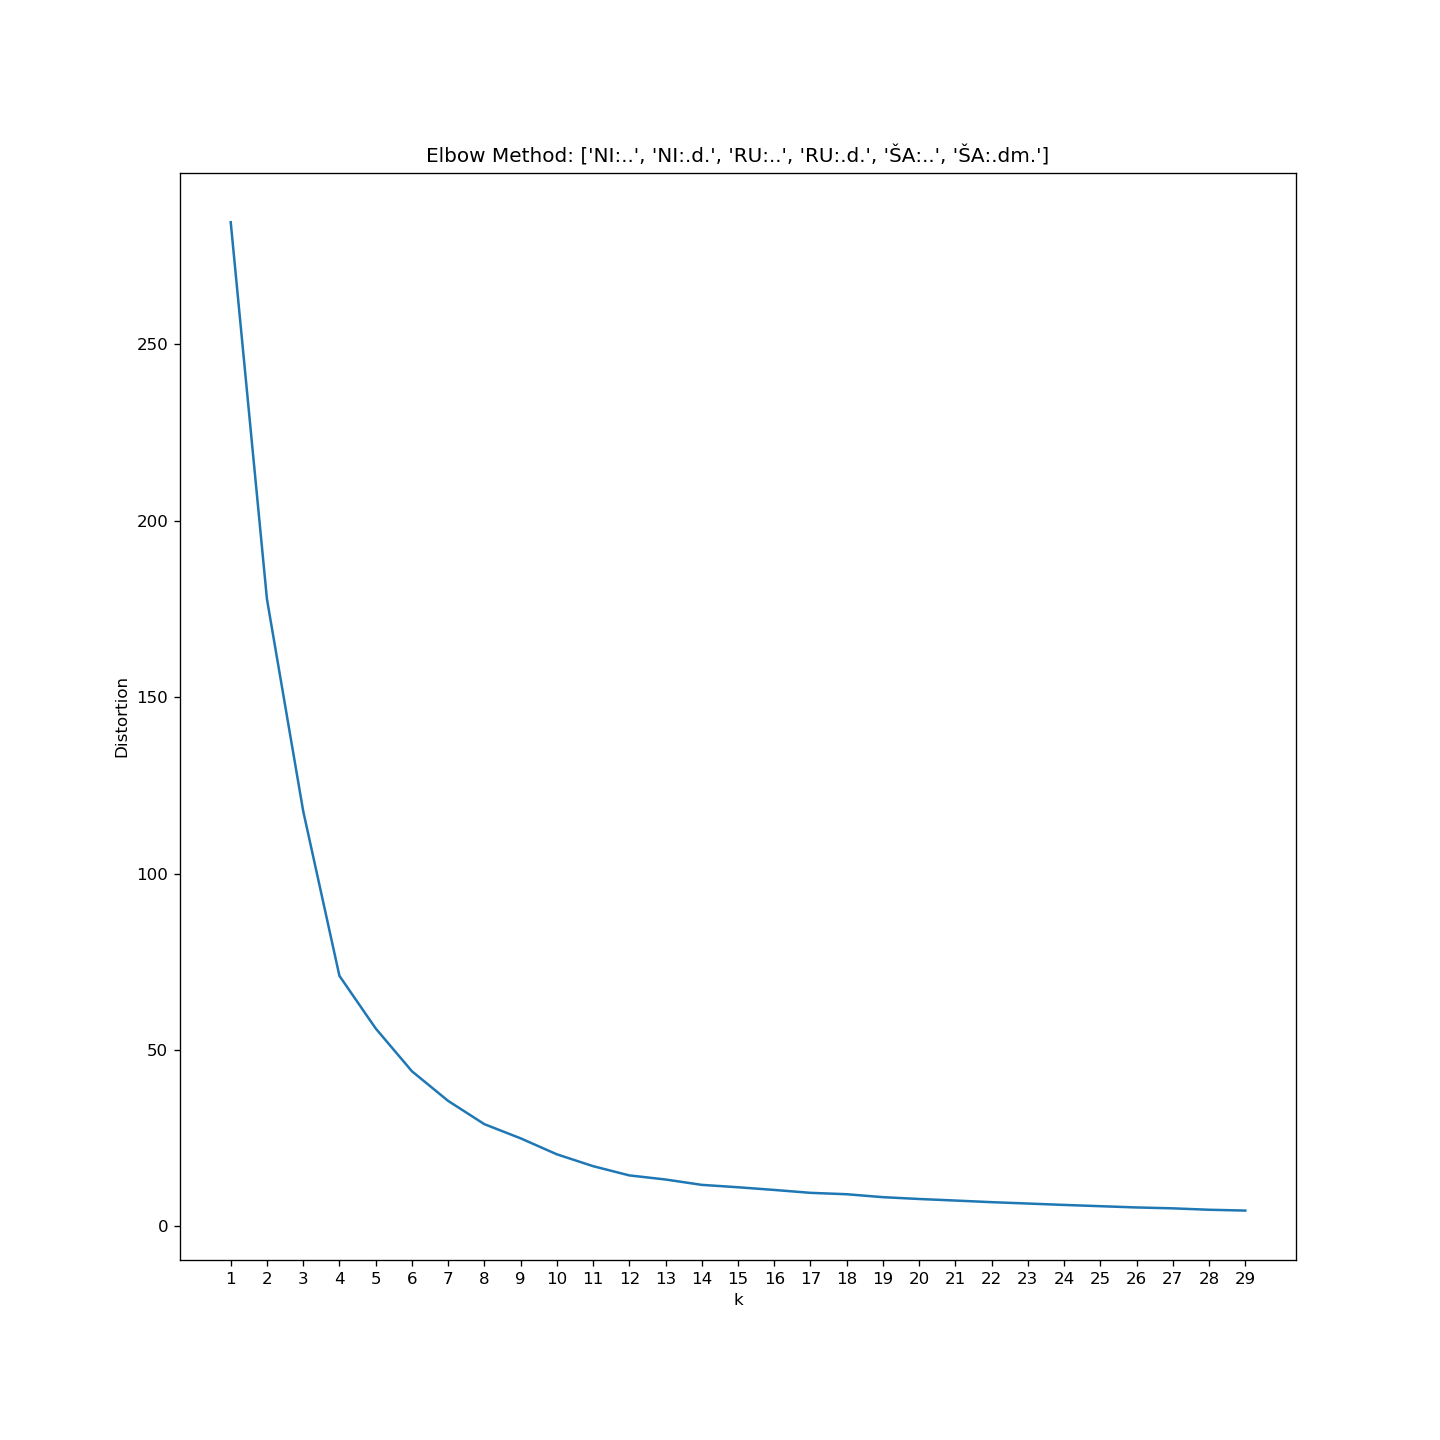 Elbow Method: ['NI:..', 'NI:.d.', 'RU:..', 'RU:.d.', 'ŠA:..', 'ŠA:.dm.']
250
200
150
100
50
0
Distortion
1 2 3 4 5 6 7 8 9 10 11 12 13 14 15 16 17 18 19 20 21 22 23 24 25 26 27 28 29
k